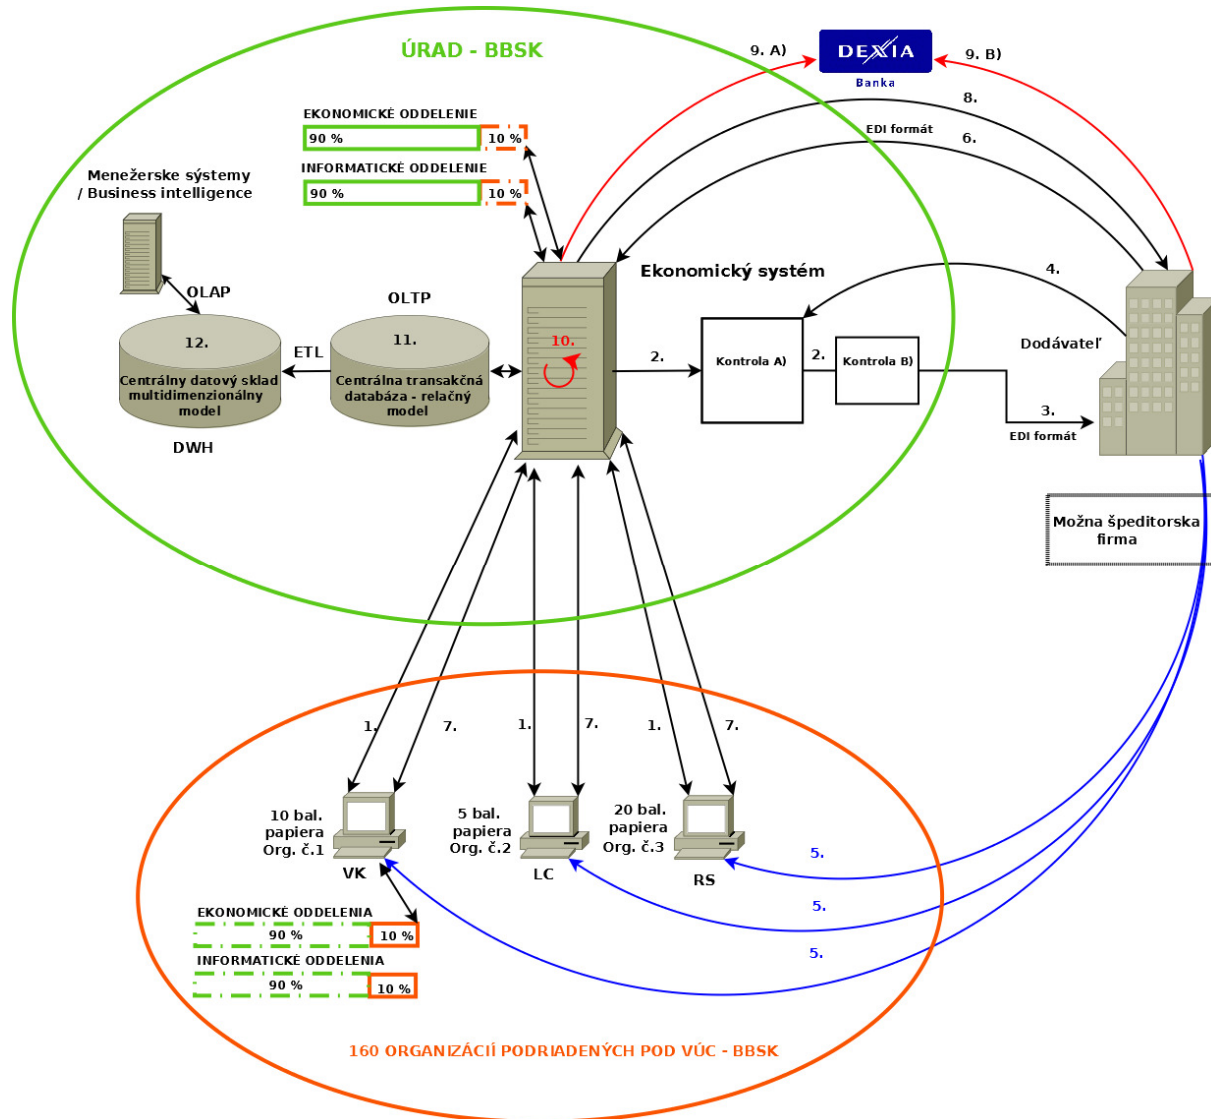 ÚRAD - BBSK
9. A)
DEXIA
Banka
9. B)
8.
EDI formát
6.
EKONOMICKÉ ODDELENIE
90 %
10 %
INFORMATICKÉ ODDELENIE
90 %
10 %
Menežerske sýstemy
/ Business intelligence
OLAP
OLTP
ETL
12.
Centrálny datový sklad
multidimenzionálny
model
DWH
11.
Centrálna transakčná
databáza - relačný
model
10.
Ekonomický systém
2.
Kontrola A)
2.
Kontrola B)
4.
Dodávateľ
3.
EDI formát
Možna špeditorska
firma
1.
7.
1.
7.
1.
7.
10 bal.
papiera
Org. č.1
VK
5 bal.
papiera
Org. č.2
LC
20 bal.
papiera
Org. č.3
RS
5.
5.
5.
EKONOMICKÉ ODDELENIA
90 %
10 %
INFORMATICKÉ ODDELENIA
90 %
10 %
160 ORGANIZÁCIÍ PODRIADENÝCH POD VÚC - BBSK